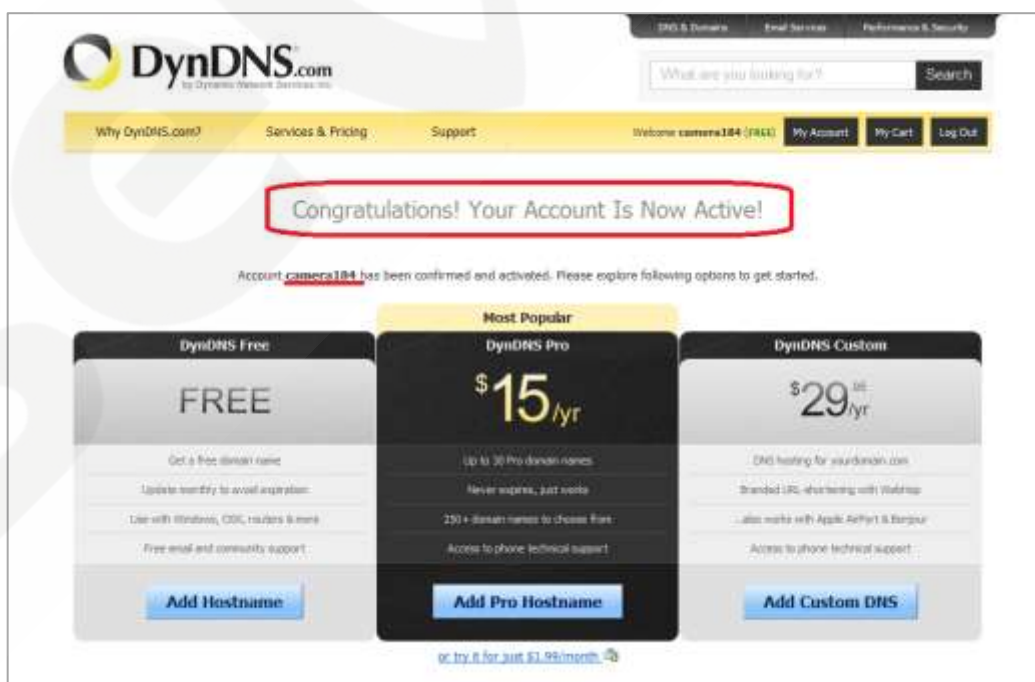 DNS & Domains Email Services Performance & Security
DynDNS.com
by Dynamic Network Services Inc.
What are you looking for? Search
Why DynDNS.com? Services & Pricing Support Welcome camera184 (FREE) My Account My Cart Log Out
Congratulations! Your Account Is Now Active!
Account camera184 has been confirmed and activated. Please explore following options to get started.
Most Popular
DynDNS Free DynDNS Pro DynDNS Custom
FREE $15/yr $29/yr
Get a free domain name Up to 30 Pro domain names DNS hosting for yourdomain.com
Update monthly to avoid expiration Never expires, just works Branded URL-shortening with WebHop
Use with Windows, OSX, routers & more 250+ domain names to choose from ...also works with Apple AirPort & Bonjour
Free email and community support Access to phone technical support Access to phone technical support
Add Hostname Add Pro Hostname Add Custom DNS
or try it for just $1.99/month